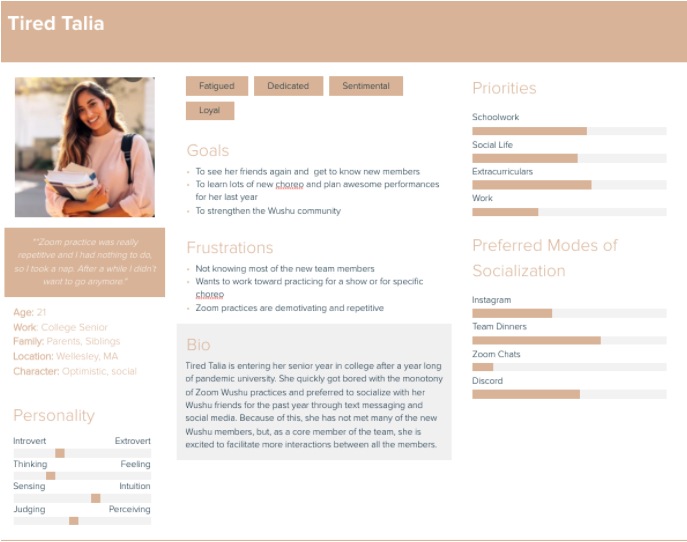 Tired Talia
""Zoom practice was really
repetitive and I had nothing to do,
so I took a nap. After a while I didn't
want to go anymore."
Age: 21
Work: College Senior
Family: Parents, Siblings
Location: Wellesley, MA
Character: Optimistic, social
Personality
Introvert Extrovert
Thinking Feeling
Sensing Intuition
Judging Perceiving
Fatigued Dedicated Sentimental
Loyal
Goals
To see her friends again and get to know new members
To learn lots of new choreo and plan awesome performances
for her last year
To strengthen the Wushu community
Frustrations
Not knowing most of the new team members
Wants to work toward practicing for a show or for specific
choreo
Zoom practices are demotivating and repetitive
Bio
Tired Talia is entering her senior year in college after a year long
of pandemic university. She quickly got bored with the monotony
of Zoom Wushu practices and preferred to socialize with her
Wushu friends for the past year through text messaging and
social media. Because of this, she has not met many of the new
Wushu members, but, as a core member of the team, she is
excited to facilitate more interactions between all the members.
Priorities
Schoolwork
Social Life
Extracurriculars
Work
Preferred Modes of
Socialization
Instagram
Team Dinners
Zoom Chats
Discord